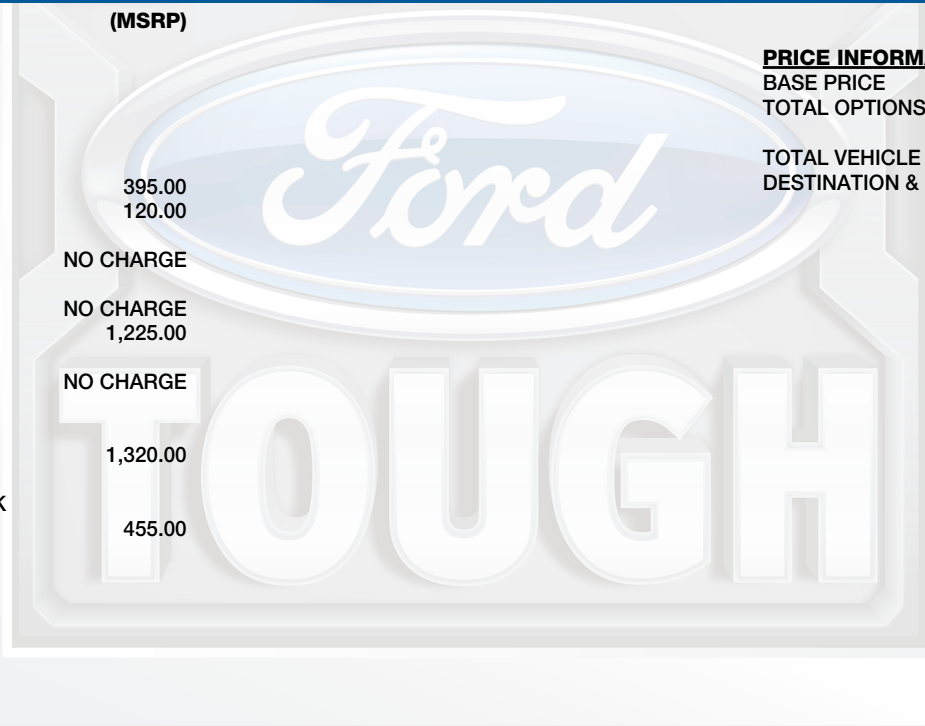 (MSRP)
395.00
120.00
NO CHARGE
NO CHARGE
1,225.00
NO CHARGE
1,320.00
K
455.00
PRICE INFORMA
BASE PRICE
TOTAL OPTIONS
TOTAL VEHICLE
DESTINATION &
Ford
TOUGH